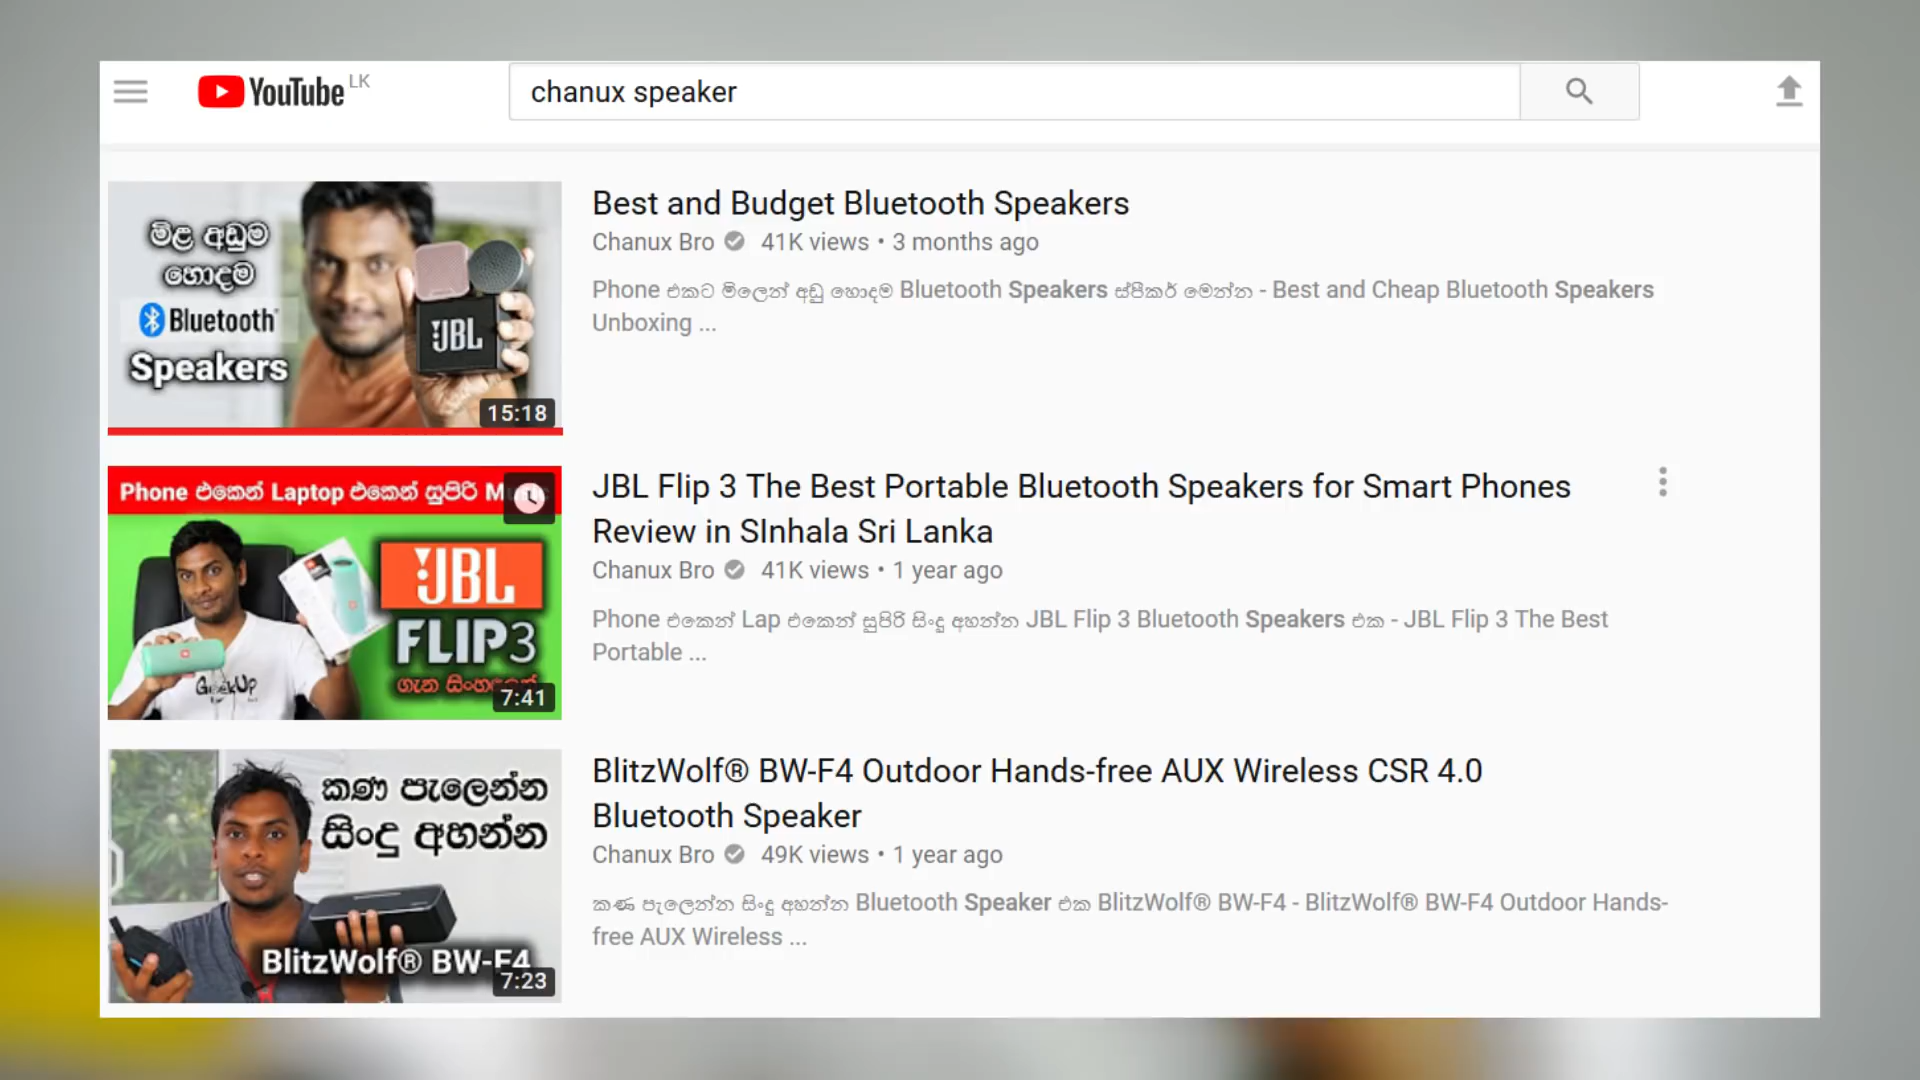 YouTube LK
chanux speaker
මිළ අඩුම
හොදම
Bluetooth
Speakers
JBL
15:18
Best and Budget Bluetooth Speakers
Chanux Bro 41K views • 3 months ago
Phone එකට මිලෙන් අඩු හොදම Bluetooth Speakers ස්පීකර් මෙන්න - Best and Cheap Bluetooth Speakers
Unboxing ...
Phone එකෙන් Laptop එකෙන් සුපිරි
JBL
FLIP3
ගැන සිංහලෙන්
GeekUp
7:41
JBL Flip 3 The Best Portable Bluetooth Speakers for Smart Phones
Review in SInhala Sri Lanka
Chanux Bro 41K views • 1 year ago
Phone එකෙන් Lap එකෙන් සුපිරි සිංදු අහන්න JBL Flip 3 Bluetooth Speakers එක - JBL Flip 3 The Best
Portable ...
කණ පැලෙන්න
සිංදු අහන්න
BlitzWolf® BW-F4
7:23
BlitzWolf® BW-F4 Outdoor Hands-free AUX Wireless CSR 4.0
Bluetooth Speaker
Chanux Bro 49K views • 1 year ago
කණ පැලෙන්න සිංදු අහන්න Bluetooth Speaker එක BlitzWolf® BW-F4 - BlitzWolf® BW-F4 Outdoor Hands-
free AUX Wireless ...